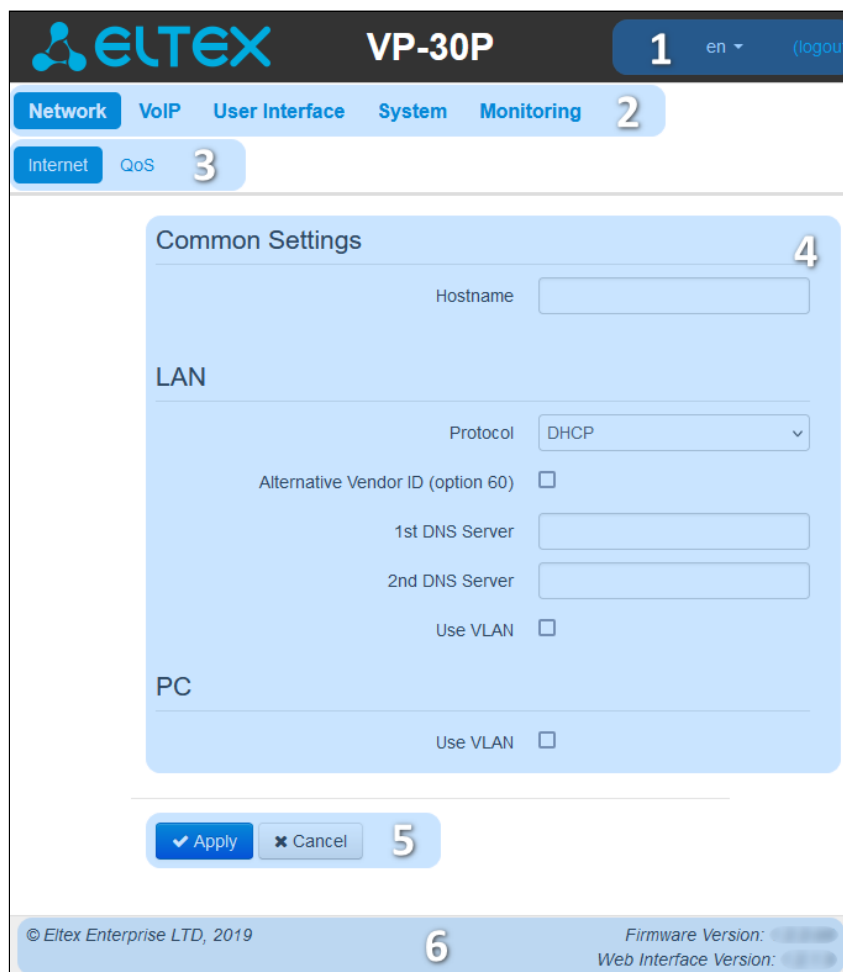 ELTEX VP-30P 1 en (logou
Network VoIP User Interface System Monitoring 2
Internet QoS 3
Common Settings 4
Hostname
LAN
Protocol DHCP
Alternative Vendor ID (option 60)
1st DNS Server
2nd DNS Server
Use VLAN
PC
Use VLAN
Apply Cancel 5
© Eltex Enterprise LTD, 2019 6 Firmware Version:
Web Interface Version: